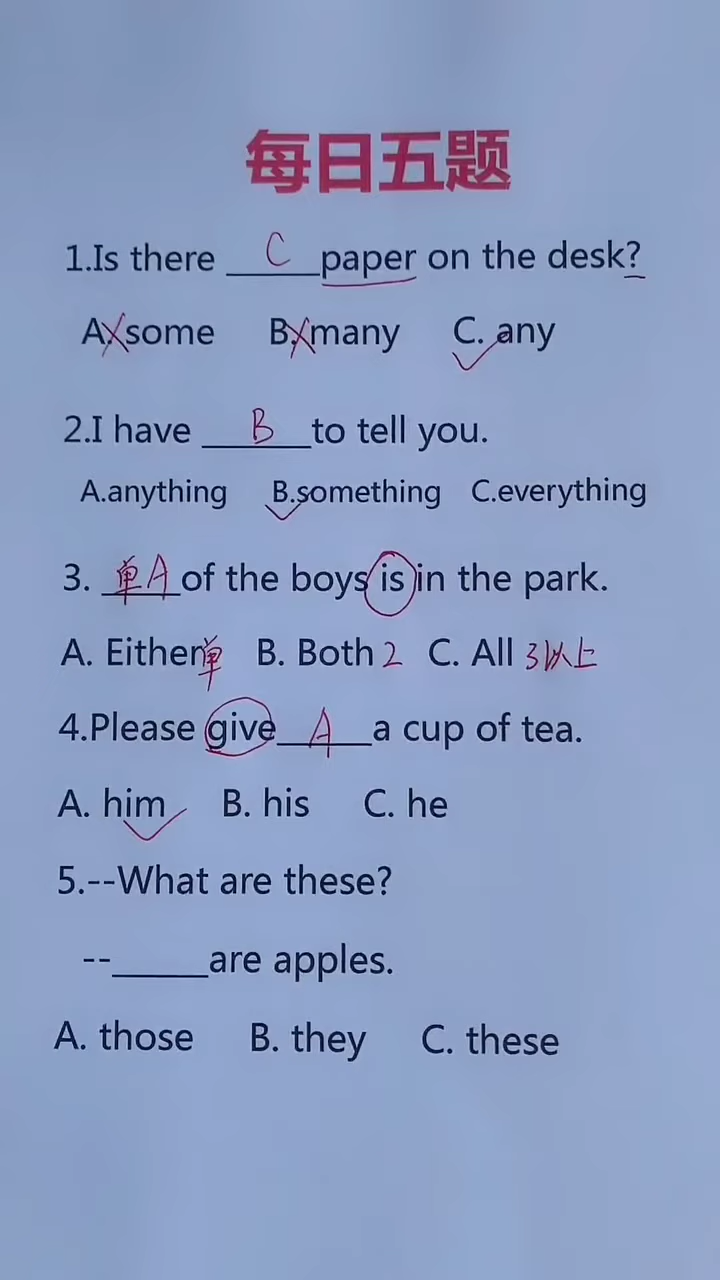 每日五题
1.Is there C paper on the desk?
A. some B. many C. any
2.I have B to tell you.
A.anything B.something C.everything
3. 单A of the boys is in the park.
A. Either单 B. Both 2 C. All 3以上
4.Please give A a cup of tea.
A. him B. his C. he
5.--What are these?
--_____are apples.
A. those B. they C. these